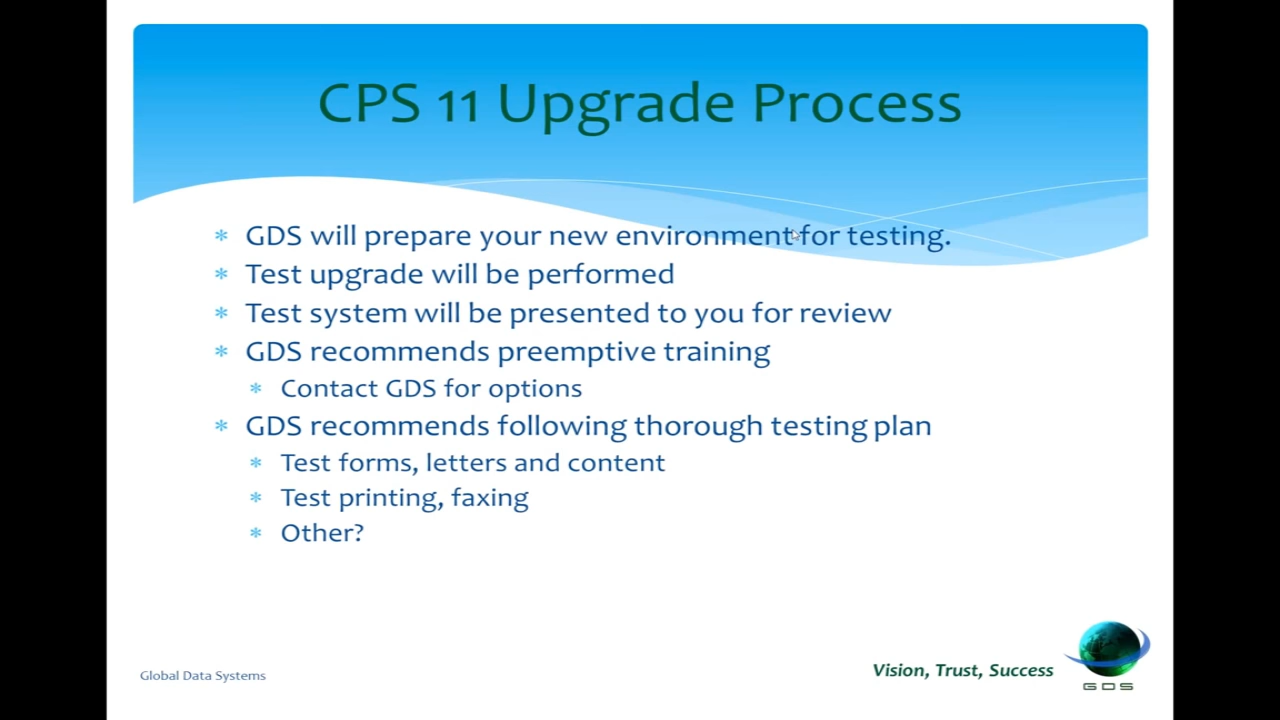 CPS 11 Upgrade Process
* GDS will prepare your new environment for testing.
* Test upgrade will be performed
* Test system will be presented to you for review
* GDS recommends preemptive training
* Contact GDS for options
* GDS recommends following thorough testing plan
* Test forms, letters and content
* Test printing, faxing
* Other?
Global Data Systems
Vision, Trust, Success
GDS